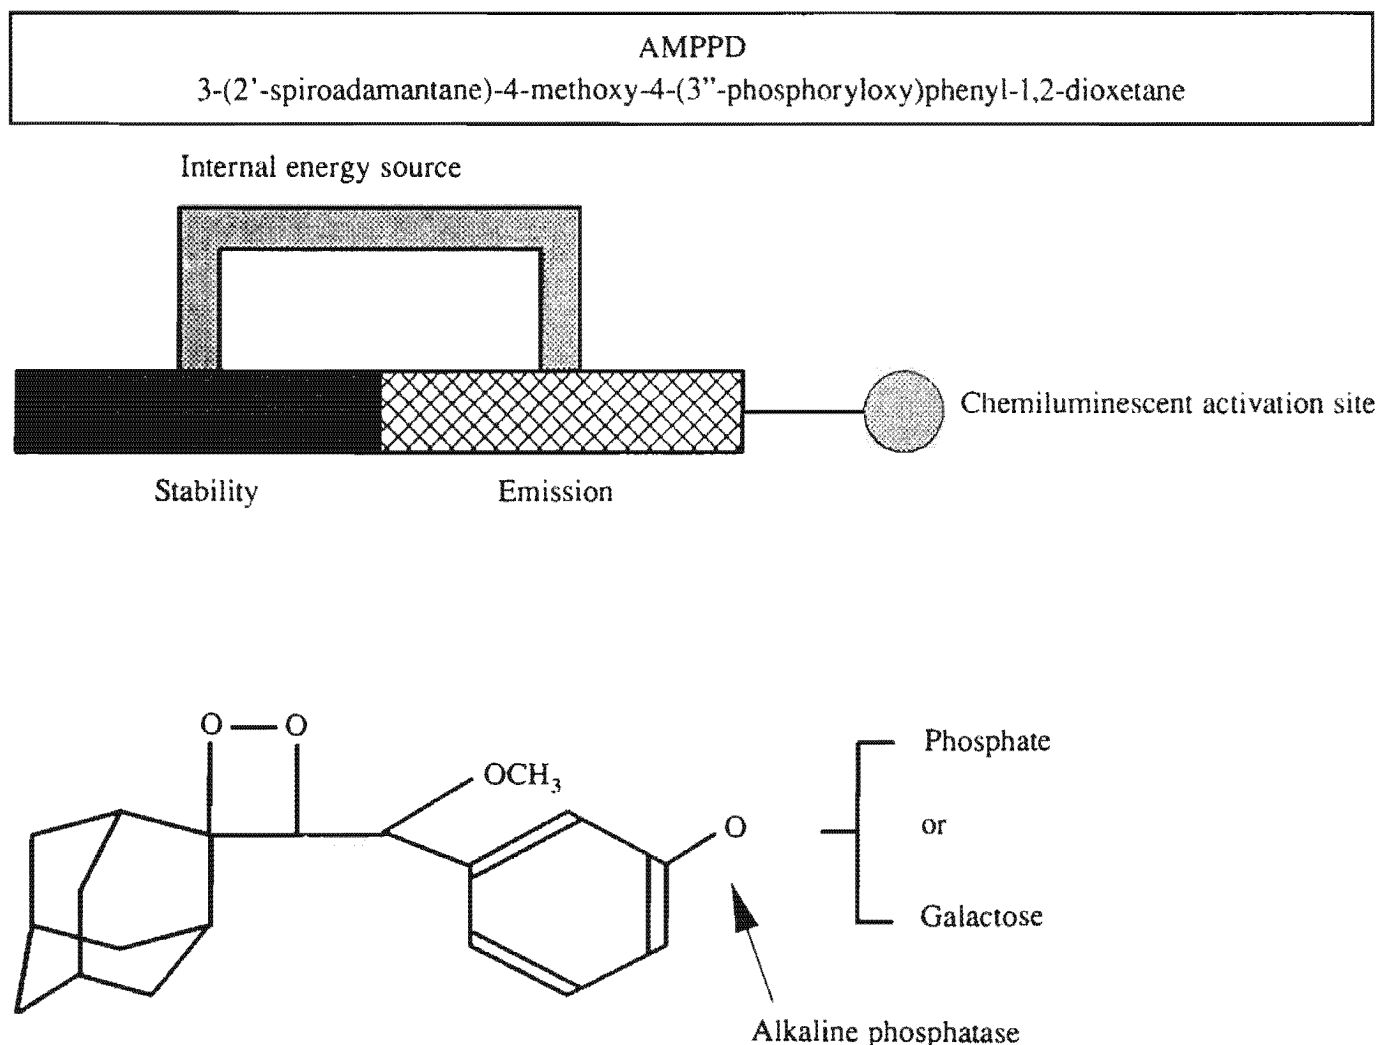 AMPPD
3-(2'-spiroadamantane)-4-methoxy-4-(3"-phosphoryloxy)phenyl-1,2-dioxetane
Internal energy source
Chemiluminescent activation site
Stability
Emission
O
O
OCH3
O
Phosphate
or
Galactose
Alkaline phosphatase